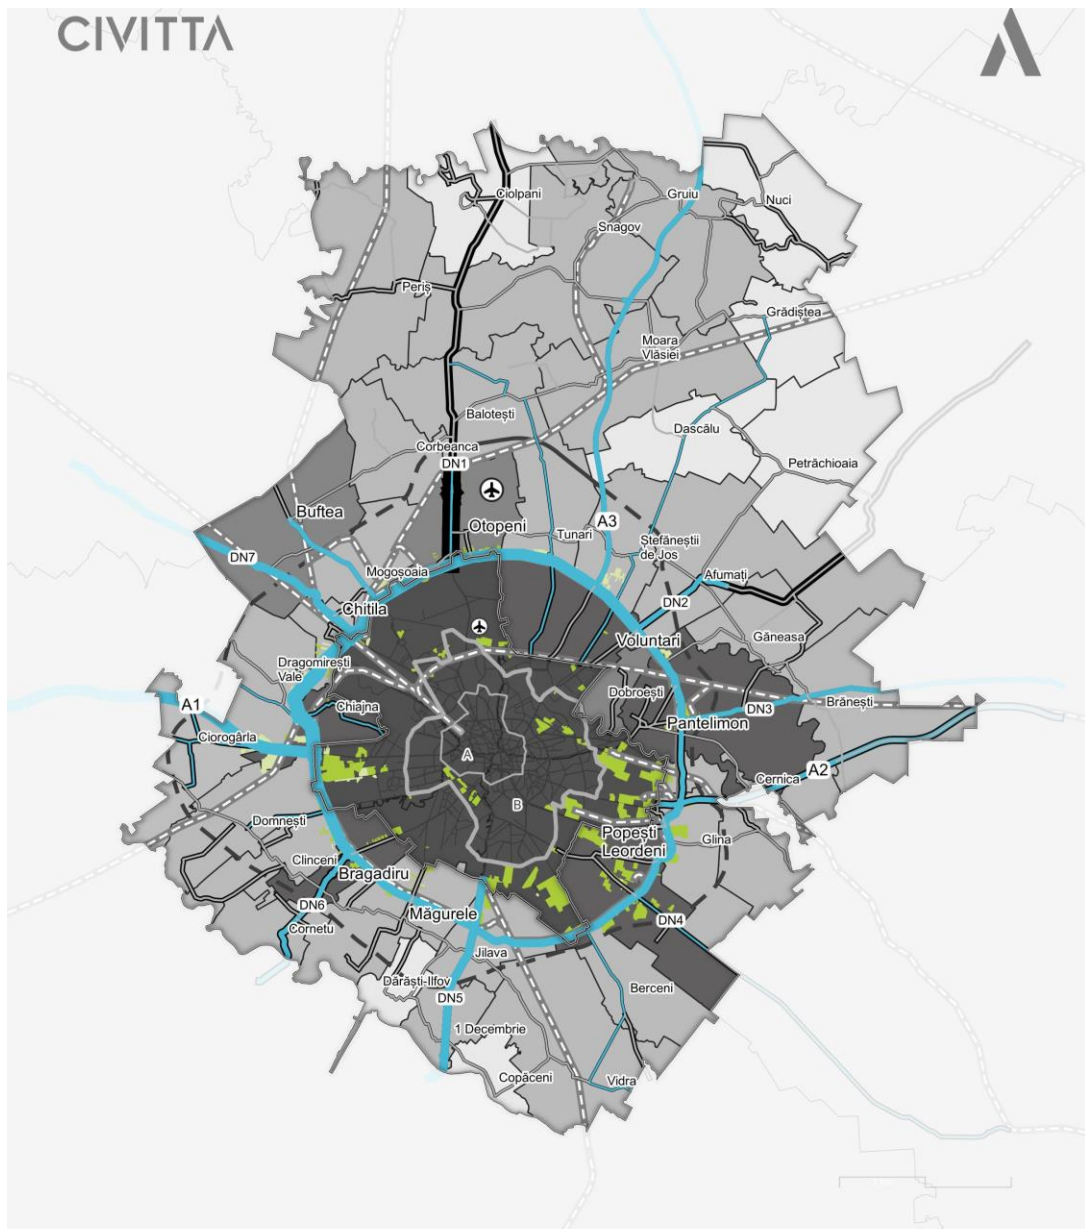 CIVITTA
Ciolpani
Gruiu
Nuci
Snagov
Periș
Grădiștea
Moara
Vlăsiei
Balotești
Dascălu
Corbeanca
DN1
Petrăchioaia
Buftea
Otopeni
A3
Tunari
Ștefăneștii
de Jos
DN7
Mogoșoaia
Afumați
Chitila
DN2
Voluntari
Găneasa
Dragomirești
Vale
Dobroești
Chiajna
A1
Pantelimon
DN3
Brănești
Ciorogârla
A
A2
Cernica
B
Domnești
Popești
Leordeni
Glina
Clinceni
Bragadiru
DN6
Măgurele
DN4
Cornetu
Jilava
Dărăști-Ilfov
Berceni
DN5
1 Decembrie
Copăceni
Vidra